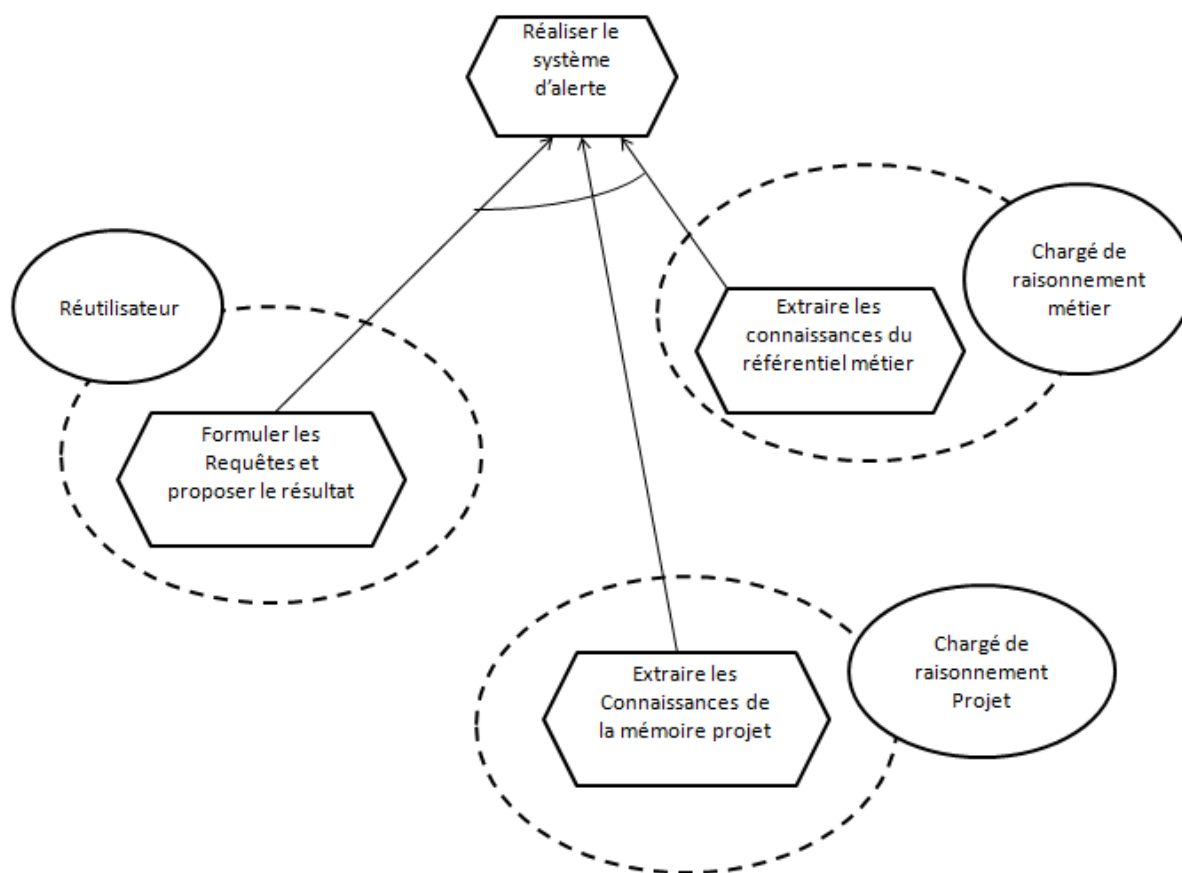 Réaliser le
système
d'alerte
Chargé de
raisonnement
métier
Réutilisateur
Extraire les
connaissances du
référentiel métier
Formuler les
Requêtes et
proposer le résultat
Chargé de
raisonnement
Projet
Extraire les
Connaissances de
la mémoire projet